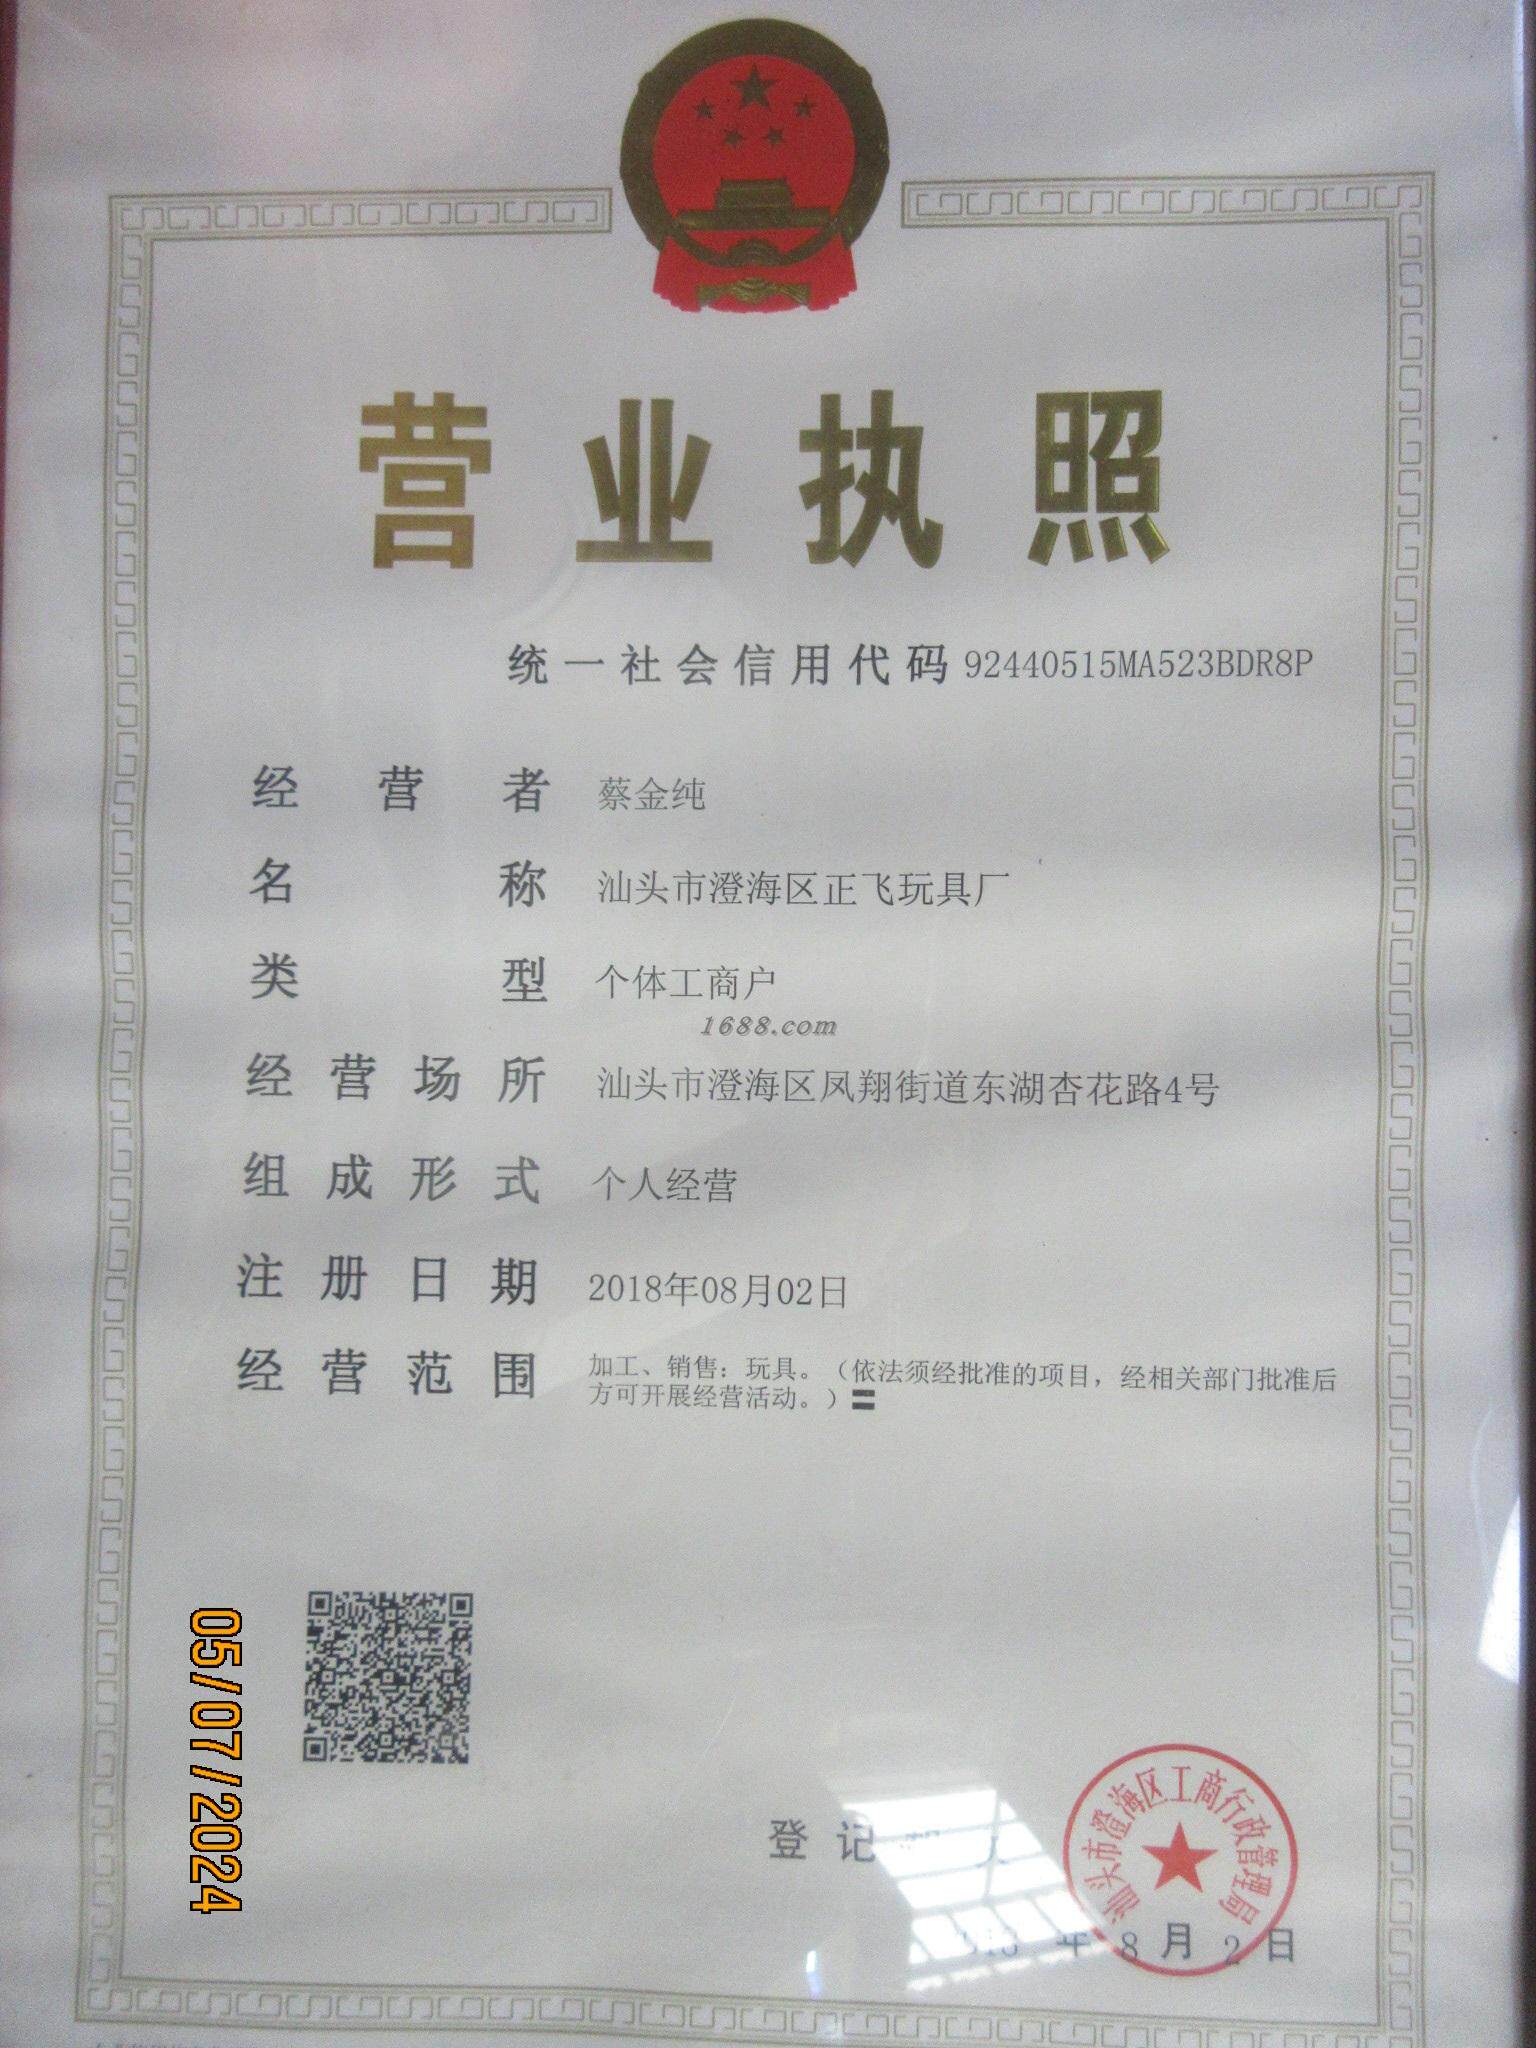 营业执照
统一社会信用代码 92440515MA523BDR8P
经营者 蔡金纯
名称 汕头市澄海区正飞玩具厂
类型 个体工商户
1688.com
经营场所 汕头市澄海区凤翔街道东湖杏花路4号
组成形式 个人经营
注册日期 2018年08月02日
经营范围 加工、销售：玩具。（依法须经批准的项目，经相关部门批准后
方可开展经营活动。）〓
05/07/2024
登记
汕头市澄海区工商行政管理局
年 8 月 2 日